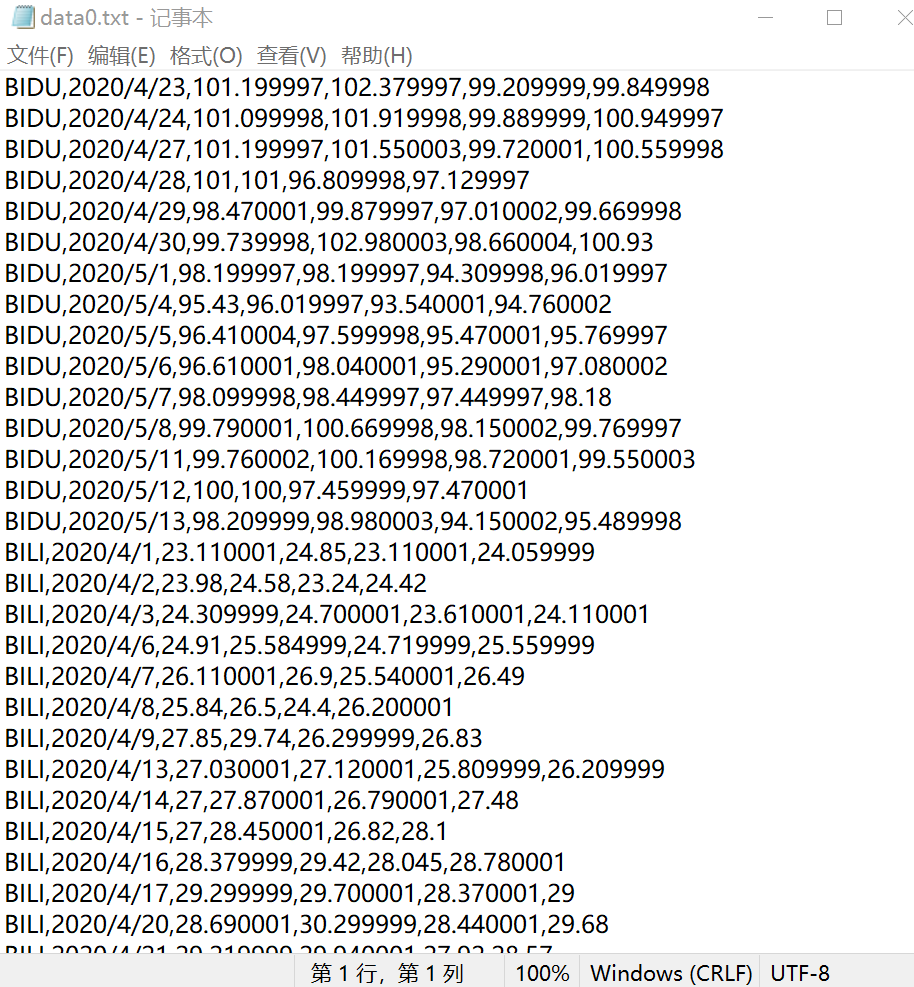 data0.txt - 记事本
文件(F) 编辑(E) 格式(O) 查看(V) 帮助(H)
BIDU,2020/4/23,101.199997,102.379997,99.209999,99.849998
BIDU,2020/4/24,101.099998,101.919998,99.889999,100.949997
BIDU,2020/4/27,101.199997,101.550003,99.720001,100.559998
BIDU,2020/4/28,101,101,96.809998,97.129997
BIDU,2020/4/29,98.470001,99.879997,97.010002,99.669998
BIDU,2020/4/30,99.739998,102.980003,98.660004,100.93
BIDU,2020/5/1,98.199997,98.199997,94.309998,96.019997
BIDU,2020/5/4,95.43,96.019997,93.540001,94.760002
BIDU,2020/5/5,96.410004,97.599998,95.470001,95.769997
BIDU,2020/5/6,96.610001,98.040001,95.290001,97.080002
BIDU,2020/5/7,98.099998,98.449997,97.449997,98.18
BIDU,2020/5/8,99.790001,100.669998,98.150002,99.769997
BIDU,2020/5/11,99.760002,100.169998,98.720001,99.550003
BIDU,2020/5/12,100,100,97.459999,97.470001
BIDU,2020/5/13,98.209999,98.980003,94.150002,95.489998
BILI,2020/4/1,23.110001,24.85,23.110001,24.059999
BILI,2020/4/2,23.98,24.58,23.24,24.42
BILI,2020/4/3,24.309999,24.700001,23.610001,24.110001
BILI,2020/4/6,24.91,25.584999,24.719999,25.559999
BILI,2020/4/7,26.110001,26.9,25.540001,26.49
BILI,2020/4/8,25.84,26.5,24.4,26.200001
BILI,2020/4/9,27.85,29.74,26.299999,26.83
BILI,2020/4/13,27.030001,27.120001,25.809999,26.209999
BILI,2020/4/14,27,27.870001,26.790001,27.48
BILI,2020/4/15,27,28.450001,26.82,28.1
BILI,2020/4/16,28.379999,29.42,28.045,28.780001
BILI,2020/4/17,29.299999,29.700001,28.370001,29
BILI,2020/4/20,28.690001,30.299999,28.440001,29.68
第 1 行，第 1 列 100% Windows (CRLF) UTF-8